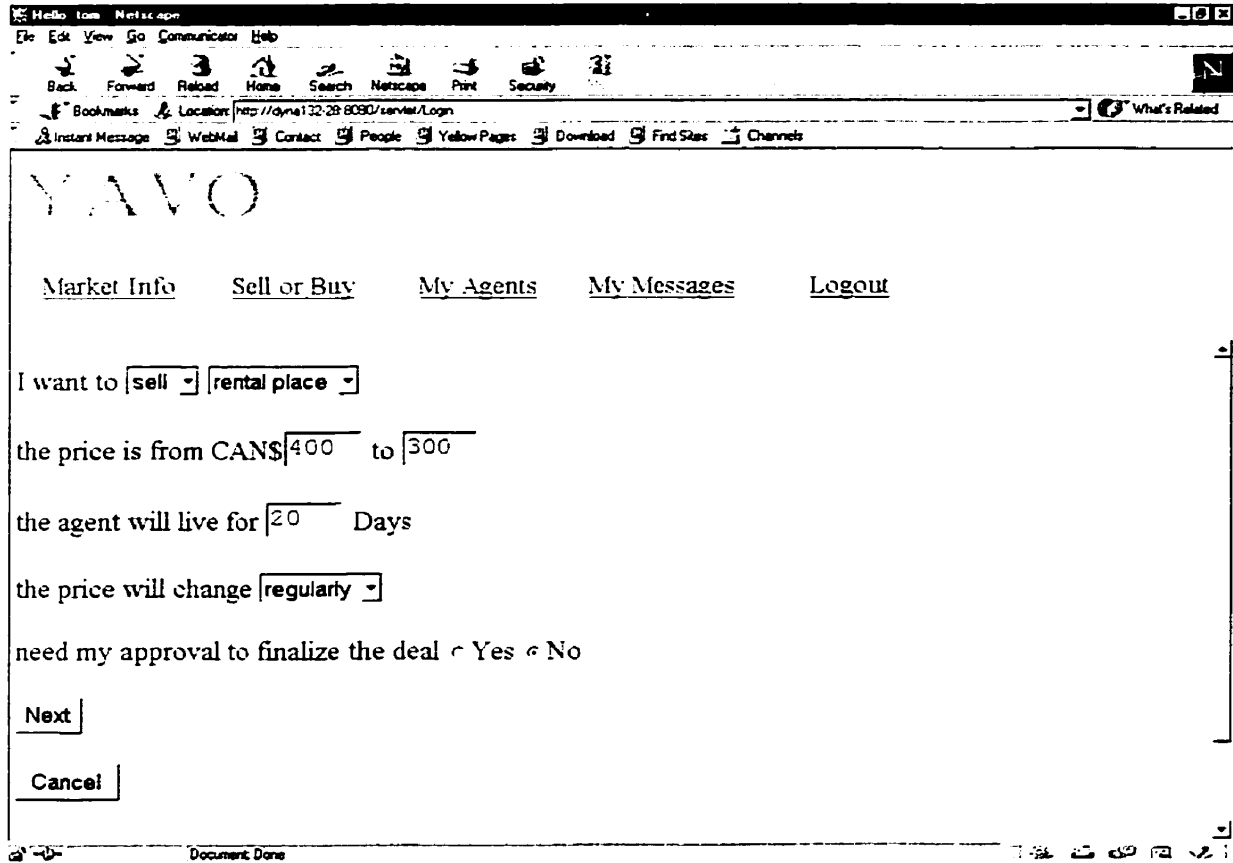 Hello tom Netscape
File Edit View Go Communicator Help
Back Forward Reload Home Search Netscape Print Security
Bookmarks Location: http://dyna132-28:8080/servlet/Login What's Related
Instant Message WebMail Contact People Yellow Pages Download Find Sites Channels
YAVO
Market Info Sell or Buy My Agents My Messages Logout
I want to sell rental place
the price is from CAN$ 400 to 300
the agent will live for 20 Days
the price will change regularly
need my approval to finalize the deal Yes No
Next
Cancel
Document: Done